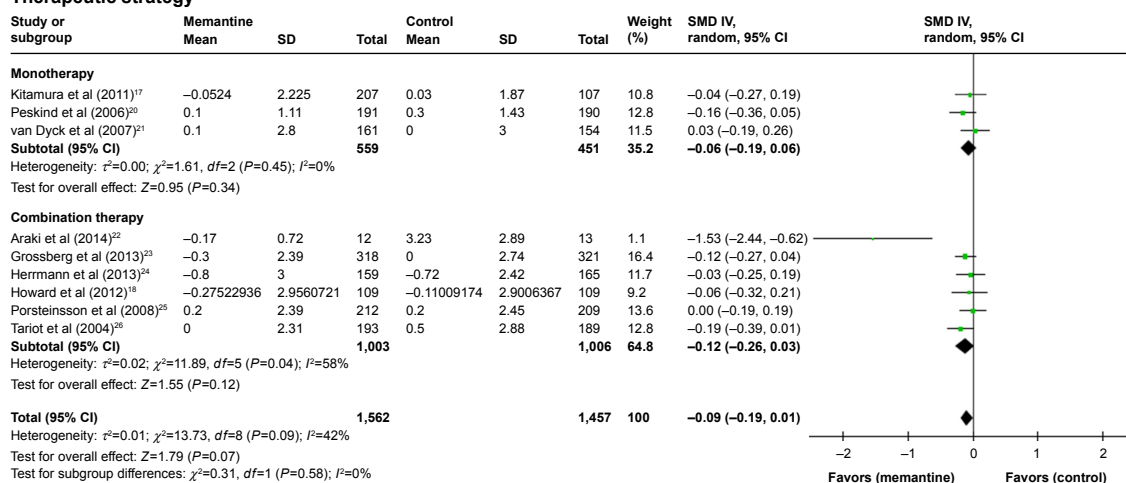 Therapeutic strategy
Study or subgroup Memantine Control Weight (%) SMD IV, random, 95% CI SMD IV, random, 95% CI
Mean SD Total Mean SD Total
Monotherapy
Kitamura et al (2011)¹⁷ –0.0524 2.225 207 0.03 1.87 107 10.8 –0.04 (–0.27, 0.19)
Peskind et al (2006)²⁰ 0.1 1.11 191 0.3 1.43 190 12.8 –0.16 (–0.36, 0.05)
van Dyck et al (2007)²¹ 0.1 2.8 161 0 3 154 11.5 0.03 (–0.19, 0.26)
Subtotal (95% CI) 559 451 35.2 –0.06 (–0.19, 0.06)
Heterogeneity: τ²=0.00; χ²=1.61, df=2 (P=0.45); I²=0%
Test for overall effect: Z=0.95 (P=0.34)
Combination therapy
Araki et al (2014)²² –0.17 0.72 12 3.23 2.89 13 1.1 –1.53 (–2.44, –0.62)
Grossberg et al (2013)²³ –0.3 2.39 318 0 2.74 321 16.4 –0.12 (–0.27, 0.04)
Herrmann et al (2013)²⁴ –0.8 3 159 –0.72 2.42 165 11.7 –0.03 (–0.25, 0.19)
Howard et al (2012)¹⁸ –0.27522936 2.9560721 109 –0.11009174 2.9006367 109 9.2 –0.06 (–0.32, 0.21)
Porsteinsson et al (2008)²⁵ 0.2 2.39 212 0.2 2.45 209 13.6 0.00 (–0.19, 0.19)
Tariot et al (2004)²⁶ 0 2.31 193 0.5 2.88 189 12.8 –0.19 (–0.39, 0.01)
Subtotal (95% CI) 1,003 1,006 64.8 –0.12 (–0.26, 0.03)
Heterogeneity: τ²=0.02; χ²=11.89, df=5 (P=0.04); I²=58%
Test for overall effect: Z=1.55 (P=0.12)
Total (95% CI) 1,562 1,457 100 –0.09 (–0.19, 0.01)
Heterogeneity: τ²=0.01; χ²=13.73, df=8 (P=0.09); I²=42%
Test for overall effect: Z=1.79 (P=0.07)
Test for subgroup differences: χ²=0.31, df=1 (P=0.58); I²=0%
–2 –1 0 1 2
Favors (memantine) Favors (control)